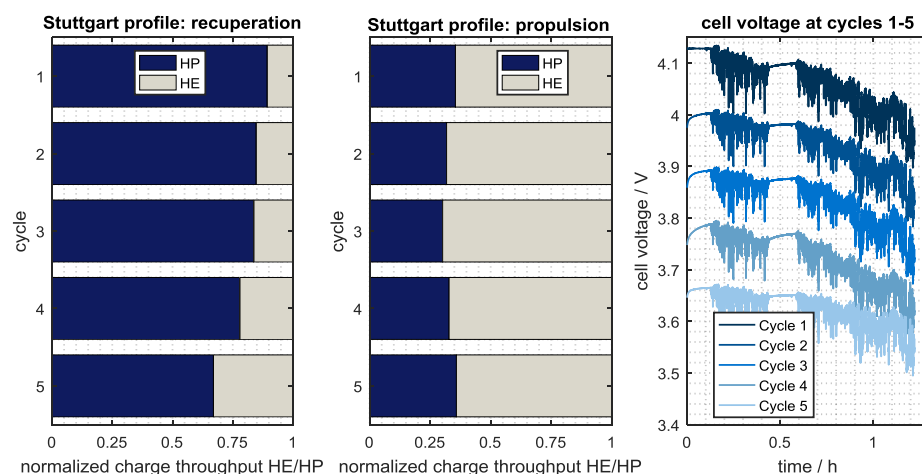 Stuttgart profile: recuperation
HP
HE
1
2
3
4
5
cycle
0
0.25
0.5
0.75
1
normalized charge throughput HE/HP
Stuttgart profile: propulsion
HP
HE
1
2
3
4
5
cycle
0
0.25
0.5
0.75
1
normalized charge throughput HE/HP
cell voltage at cycles 1-5
4.1
4
3.9
3.8
3.7
3.6
3.5
3.4
cell voltage / V
Cycle 1
Cycle 2
Cycle 3
Cycle 4
Cycle 5
0
0.5
1
time / h